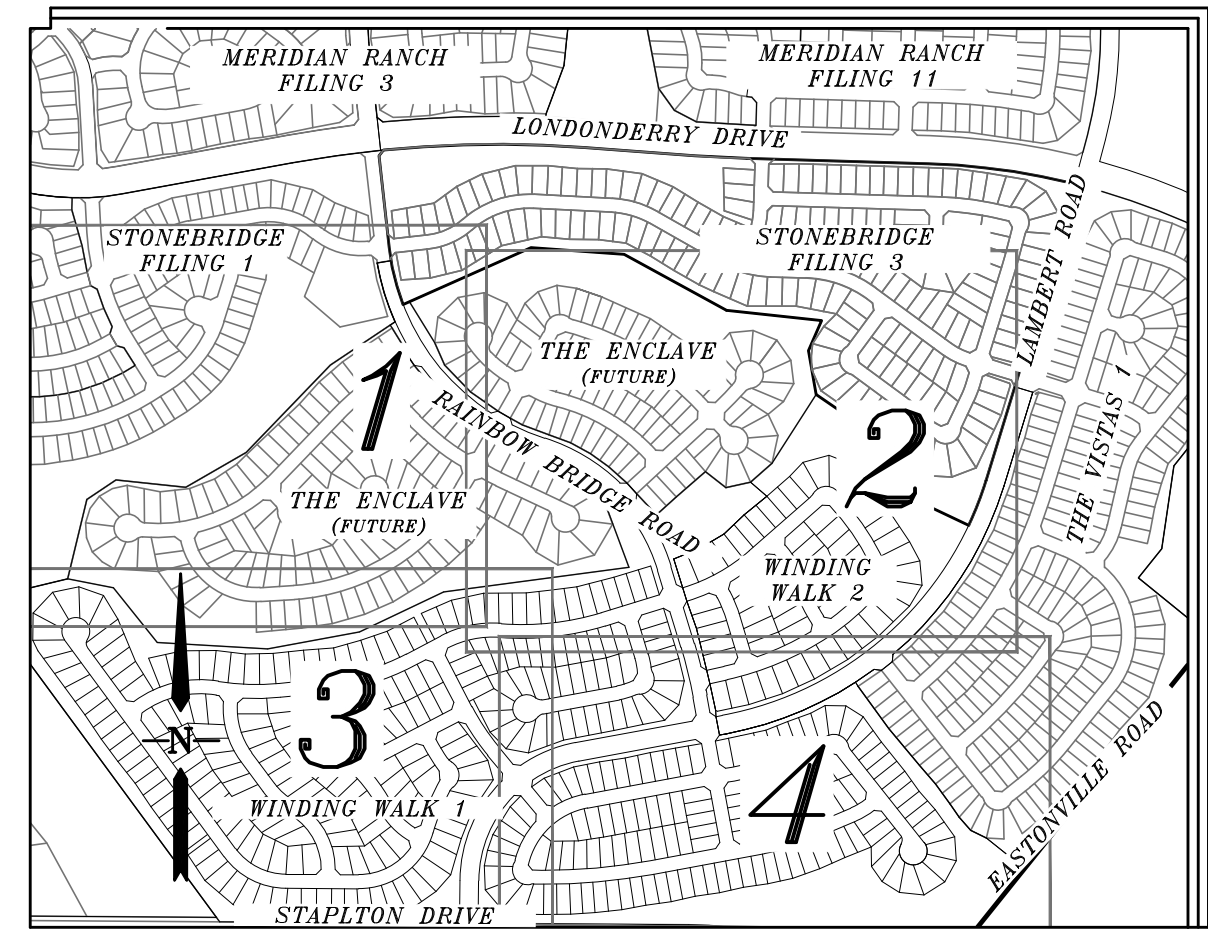 MERIDIAN RANCH
FILING 3
MERIDIAN RANCH
FILING 11
LONDONDERRY DRIVE
LAMBERT ROAD
STONEBRIDGE
FILING 1
STONEBRIDGE
FILING 3
THE ENCLAVE
(FUTURE)
1
RAINBOW BRIDGE ROAD
2
THE VISTAS 1
THE ENCLAVE
(FUTURE)
WINDING
WALK 2
3
N
4
WINDING WALK 1
EASTONVILLE ROAD
STAPLTON DRIVE